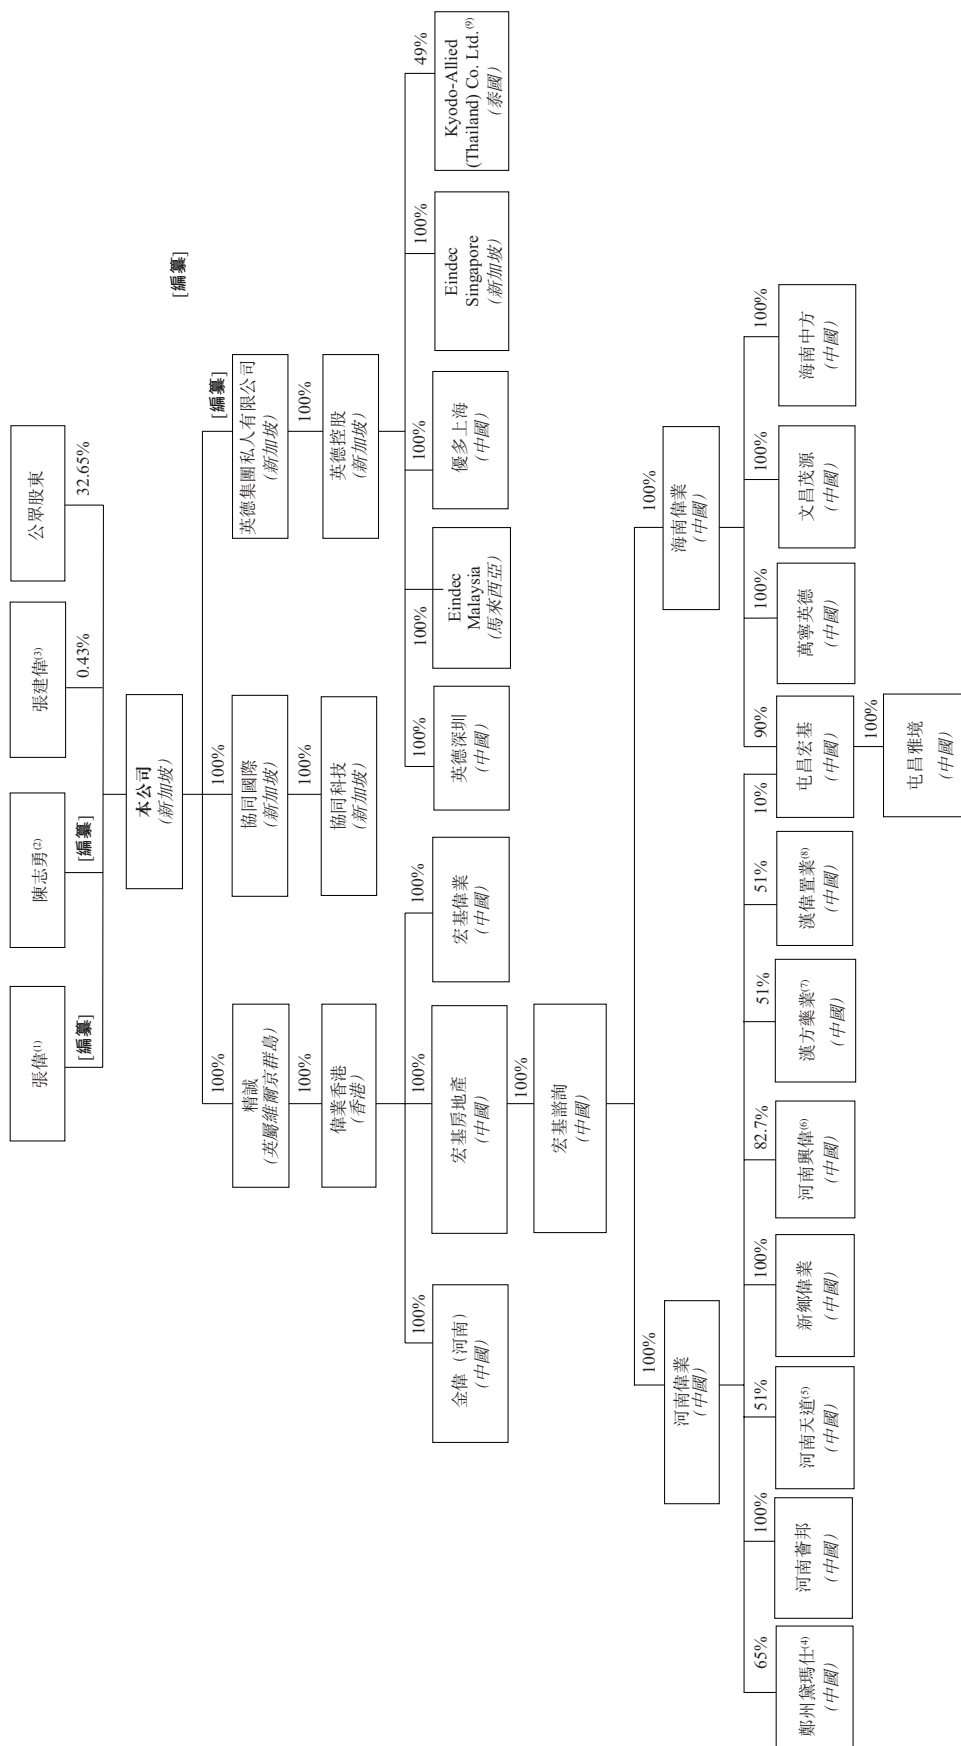 張偉(1)
陳志勇(2)
張建偉(3)
公眾股東
[編纂]
[編纂]
0.43%
32.65%
本公司
(新加坡)
[編纂]
100%
100%
[編纂]
精誠
(英屬維爾京群島)
協同國際
(新加坡)
英德集團私人有限公司
(新加坡)
100%
100%
100%
偉業香港
(香港)
協同科技
(新加坡)
英德控股
(新加坡)
100%
100%
100%
100%
100%
100%
100%
49%
金偉（河南）
(中國)
宏基房地產
(中國)
宏基偉業
(中國)
英德深圳
(中國)
Eindec
Malaysia
(馬來西亞)
優多上海
(中國)
Eindec
Singapore
(新加坡)
Kyodo-Allied
(Thailand) Co. Ltd.(9)
(泰國)
100%
宏基諮詢
(中國)
100%
100%
河南偉業
(中國)
海南偉業
(中國)
65%
100%
51%
100%
82.7%
51%
51%
10%
90%
100%
100%
100%
鄭州黛瑪仕(4)
(中國)
河南薈邦
(中國)
河南天道(5)
(中國)
新鄉偉業
(中國)
河南興偉(6)
(中國)
漢方藥業(7)
(中國)
漢偉置業(8)
(中國)
屯昌宏基
(中國)
萬寧英德
(中國)
文昌茂源
(中國)
海南中方
(中國)
100%
屯昌雅境
(中國)